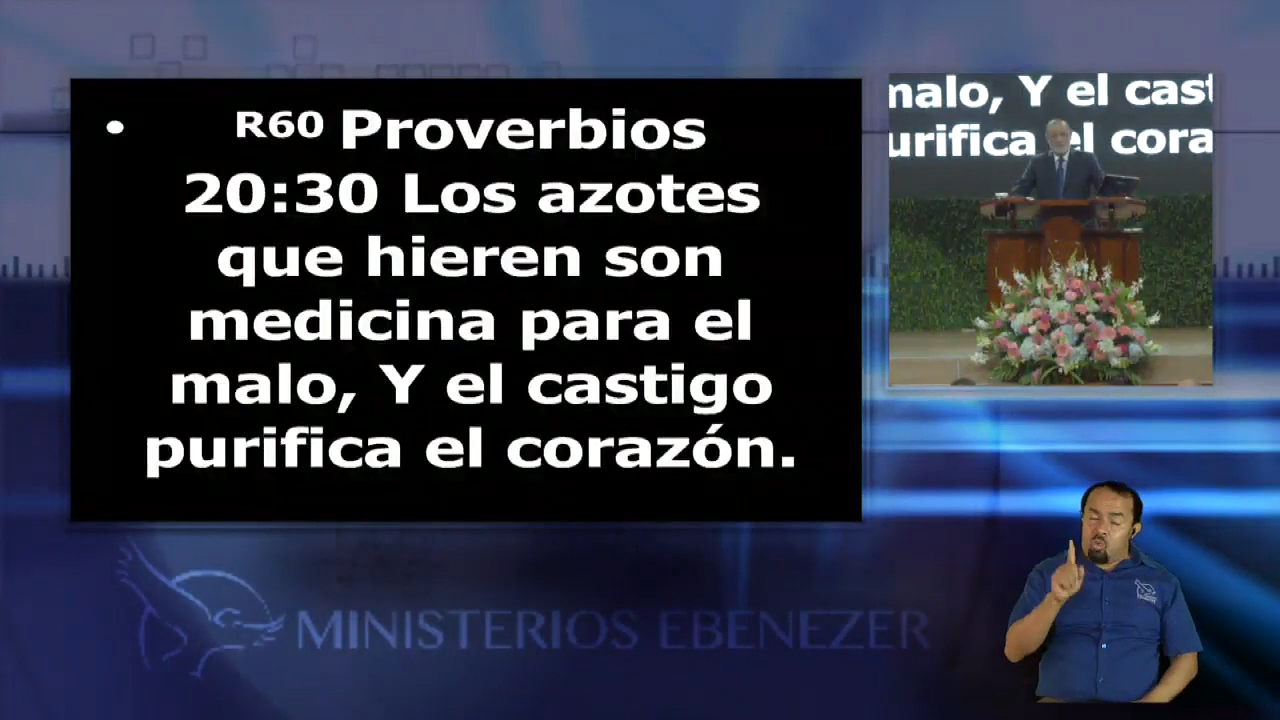 • R60 Proverbios
20:30 Los azotes
que hieren son
medicina para el
malo, Y el castigo
purifica el corazón.
malo, Y el cast
urifica el cora
MINISTERIOS EBENEZER